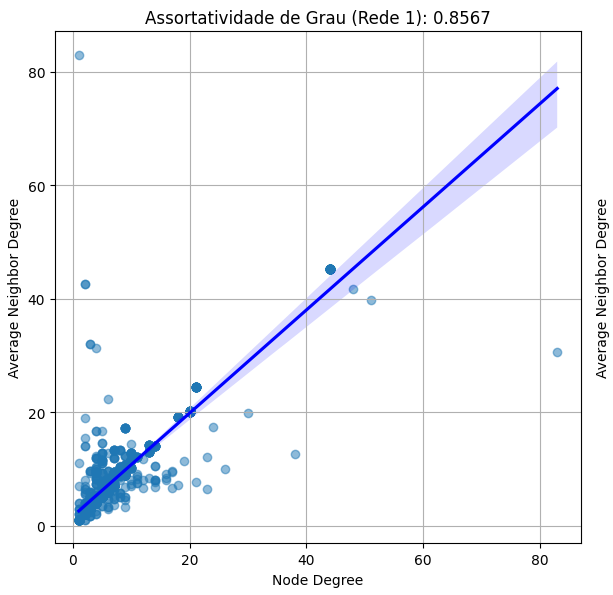 Assortatividade de Grau (Rede 1): 0.8567
80
60
40
20
0
Average Neighbor Degree
Average Neighbor Degree
0 20 40 60 80
Node Degree